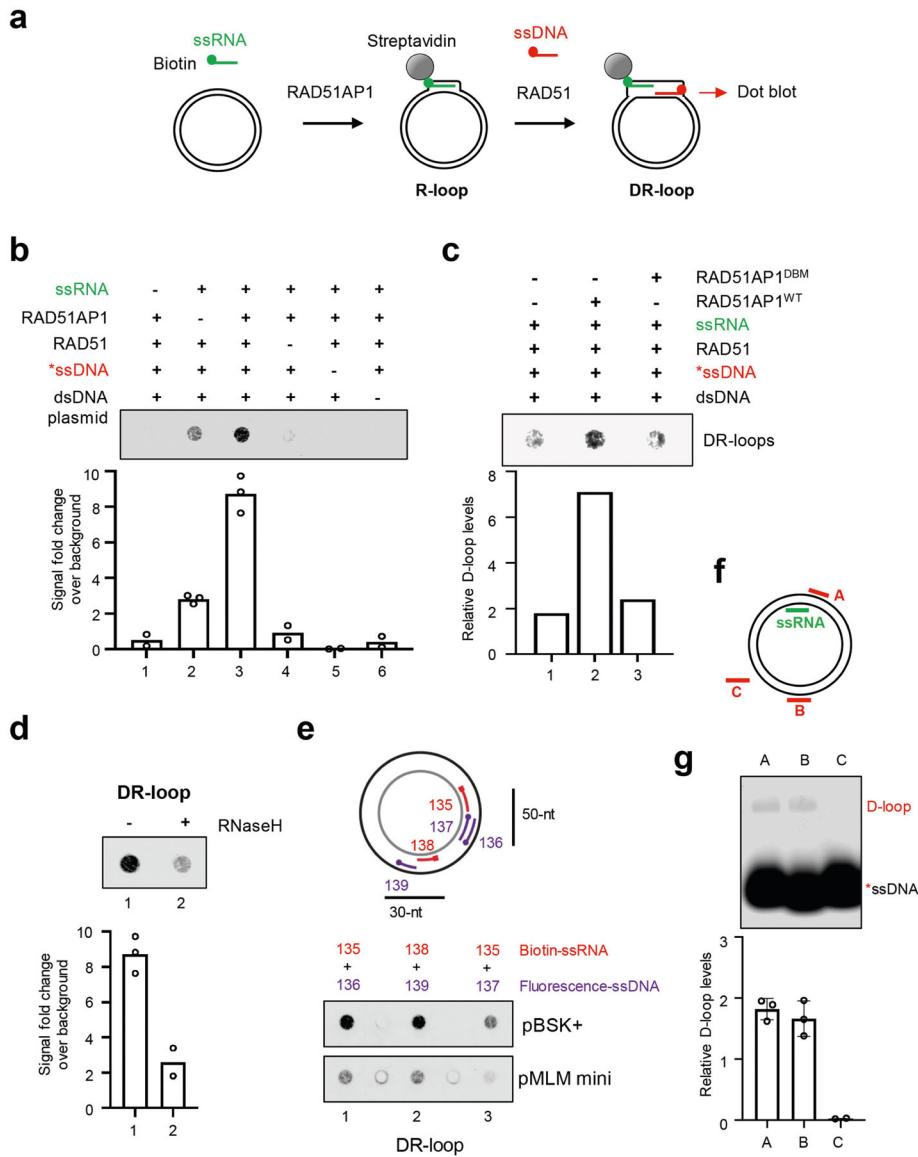 a
ssRNA
Biotin
RAD51AP1
Streptavidin
R-loop
ssDNA
RAD51
DR-loop
Dot blot
b
ssRNA - + + + + +
RAD51AP1 + - + + + +
RAD51 + + + - + +
*ssDNA + + + + - +
dsDNA + + + + + -
plasmid
Signal fold change
over background
10
8
6
4
2
0
1 2 3 4 5 6
c
- - + RAD51AP1DBM
- + - RAD51AP1WT
+ + + ssRNA
+ + + RAD51
+ + + *ssDNA
+ + + dsDNA
DR-loops
Relative D-loop levels
8
6
4
2
0
1 2 3
f
A
ssRNA
C
B
d
DR-loop
- + RNaseH
1 2
Signal fold change
over background
10
8
6
4
2
0
1 2
e
135
137
136
138
139
50-nt
30-nt
135 138 135 Biotin-ssRNA
+ + +
136 139 137 Fluorescence-ssDNA
pBSK+
pMLM mini
1 2 3
DR-loop
g
A B C
D-loop
*ssDNA
Relative D-loop levels
3
2
1
0
A B C